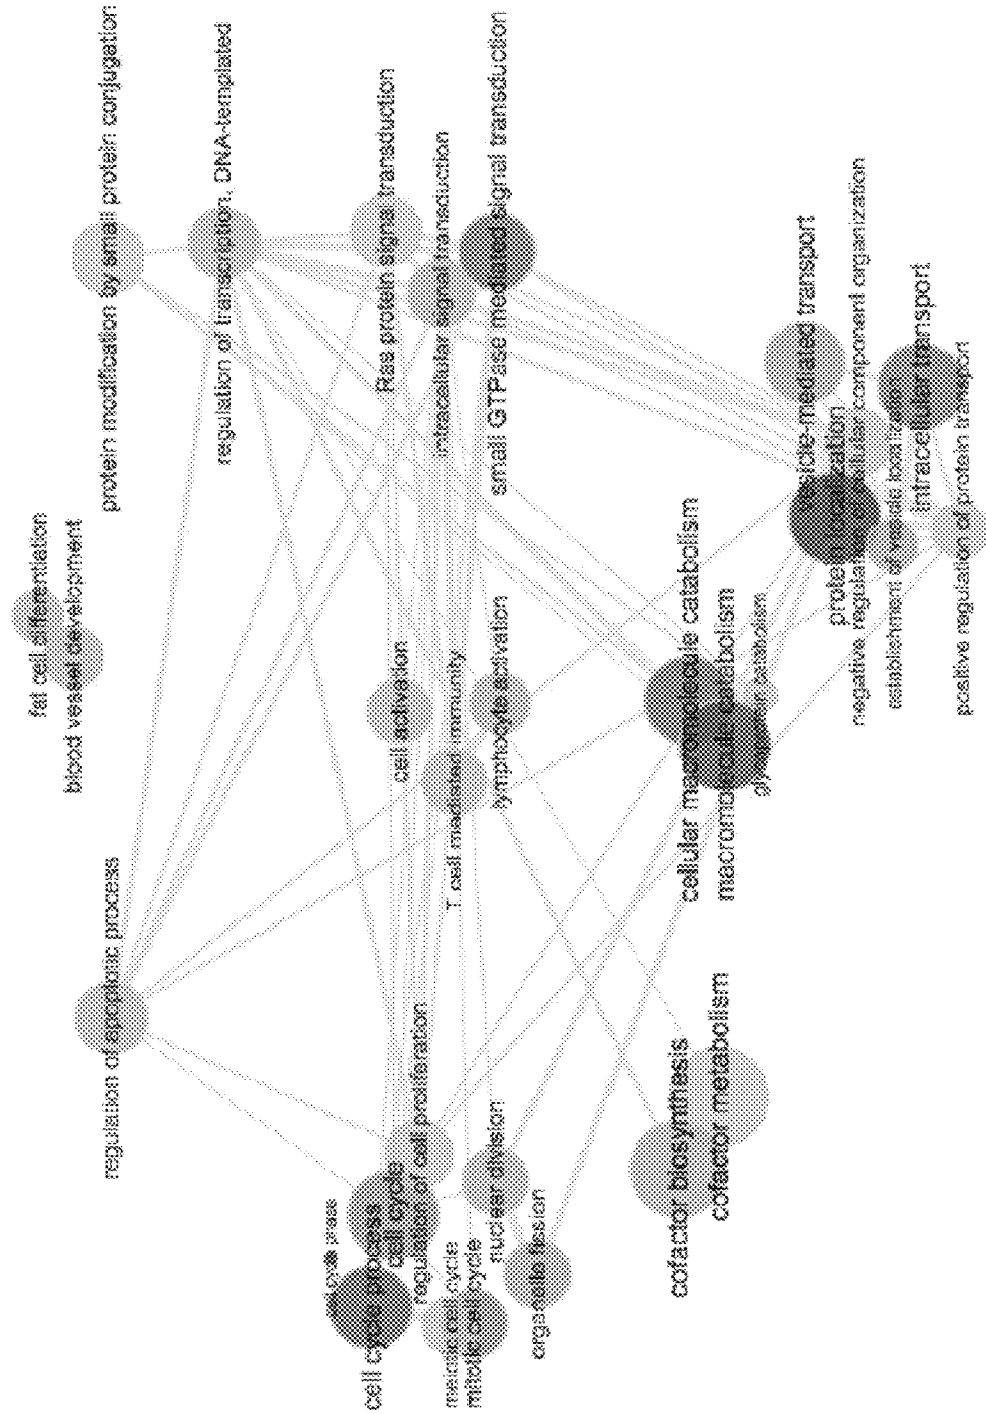 fat cell differentiation
blood vessel development
protein modification by small protein conjugation
regulation of apoptotic process
regulation of transcription, DNA-templated
Ras protein signal transduction
intracellular signal transduction
small GTPase mediated signal transduction
cell activation
T cell mediated immunity
lymphocyte activation
cell cycle phase
cell cycle process
cell cycle
regulation of cell proliferation
meiotic cell cycle
mitotic cell cycle
nuclear division
organelle fission
cofactor biosynthesis
cofactor metabolism
cellular macromolecule catabolism
macromolecule catabolism
catabolism
vesicle-mediated transport
protein localization
negative regulation of cellular component organization
establishment of vesicle localization
intracellular transport
positive regulation of protein transport